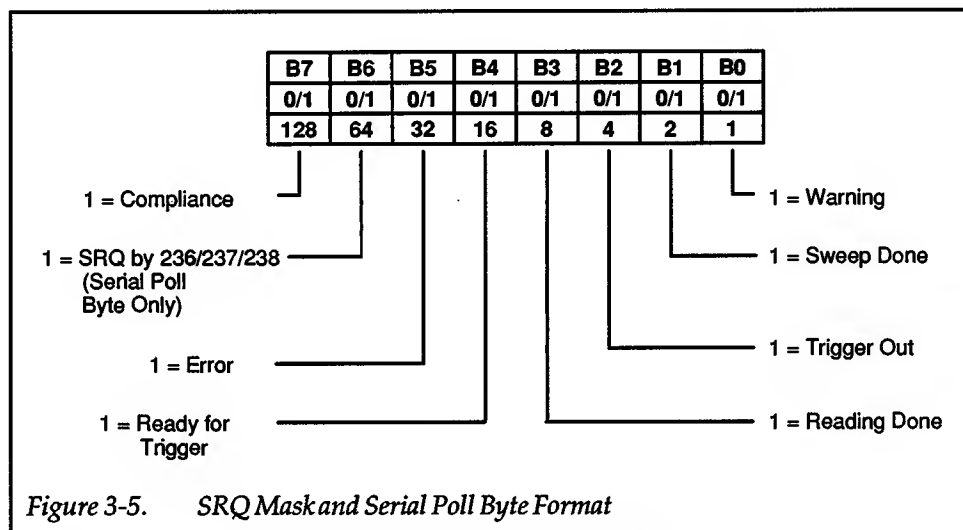 B7 B6 B5 B4 B3 B2 B1 B0
0/1 0/1 0/1 0/1 0/1 0/1 0/1 0/1
128 64 32 16 8 4 2 1
1 = Compliance
1 = SRQ by 236/237/238
(Serial Poll
Byte Only)
1 = Error
1 = Ready for
Trigger
1 = Warning
1 = Sweep Done
1 = Trigger Out
1 = Reading Done
Figure 3-5. SRQ Mask and Serial Poll Byte Format